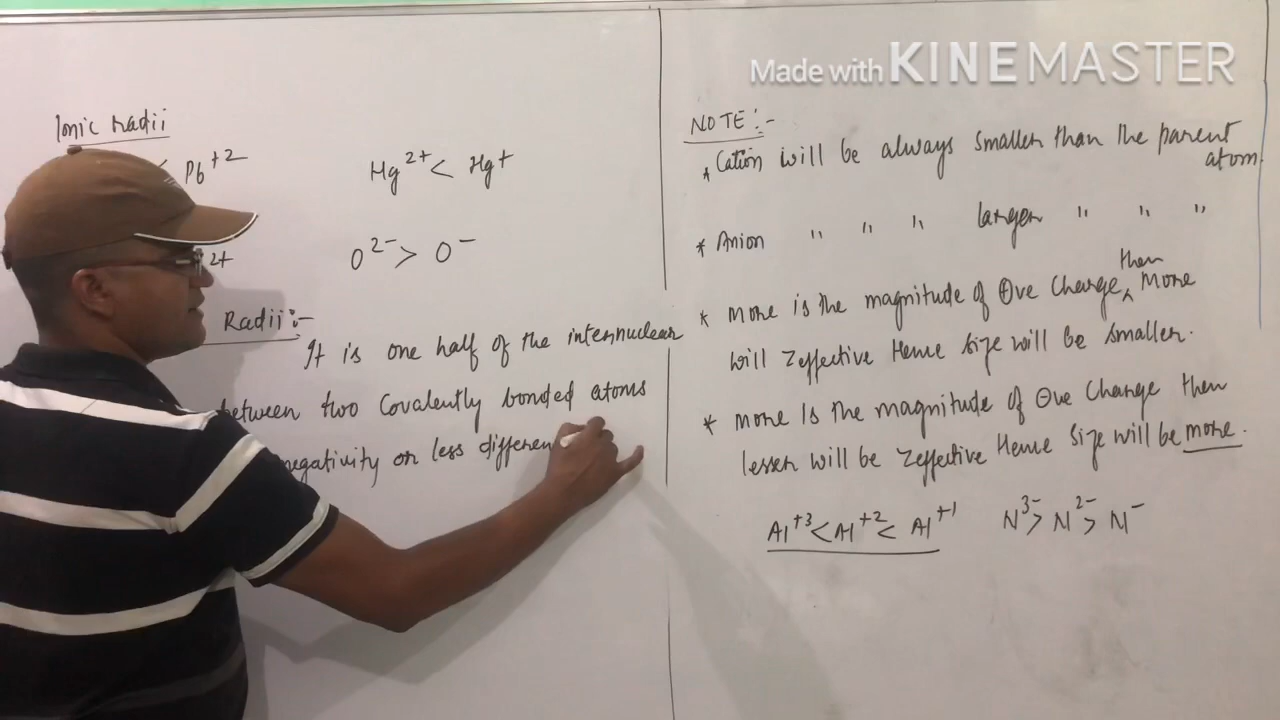 Made with KINEMASTER
Ionic radii
< Pb+2
Hg2+ < Hg+
2+
O2- > O-
Radii :-
It is one half of the internuclear
between two Covalently bonded atoms
negativity or less differen
NOTE :-
* Cation will be always smaller than the parent
atom.
* Anion " " " larger " " "
* More is the magnitude of ⊕ve Charge, then More
will Zeffective Hence size will be smaller.
* More is the magnitude of ⊖ve Charge then
lesser will be Zeffective Hence Size will be more.
Al+3 < Al+2 < Al+1 N3- > N2- > N-